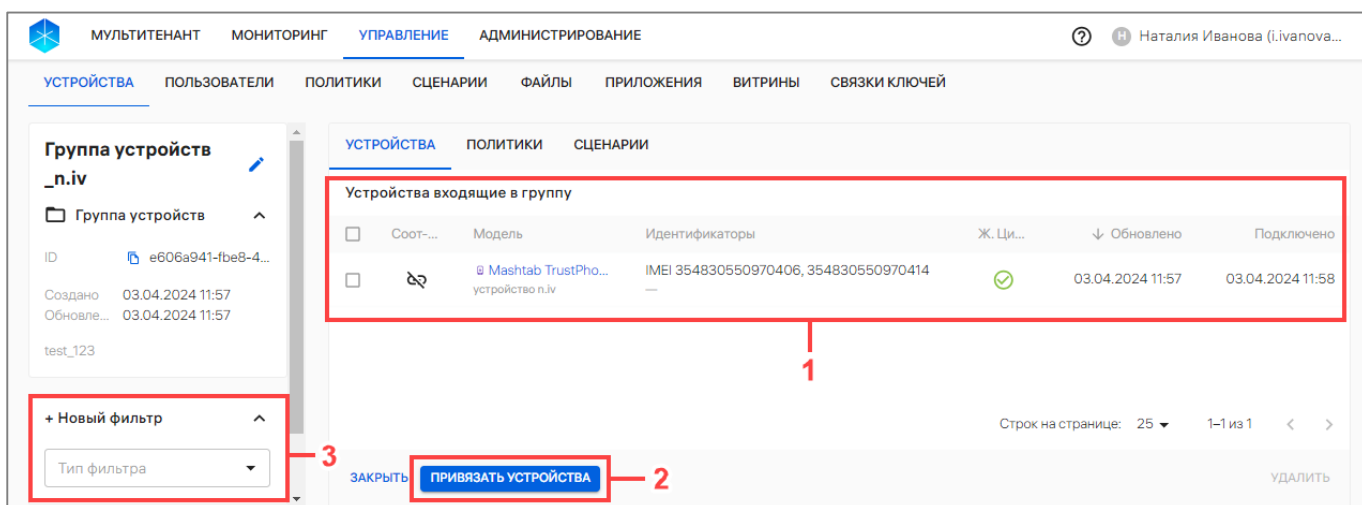 МУЛЬТИТЕНАНТ МОНИТОРИНГ УПРАВЛЕНИЕ АДМИНИСТРИРОВАНИЕ Н Наталия Иванова (i.ivanova...
УСТРОЙСТВА ПОЛЬЗОВАТЕЛИ ПОЛИТИКИ СЦЕНАРИИ ФАЙЛЫ ПРИЛОЖЕНИЯ ВИТРИНЫ СВЯЗКИ КЛЮЧЕЙ
Группа устройств
_n.iv
Группа устройств
ID e606a941-fbe8-4...
Создано 03.04.2024 11:57
Обновле... 03.04.2024 11:57
test_123
+ Новый фильтр
Тип фильтра
3
УСТРОЙСТВА ПОЛИТИКИ СЦЕНАРИИ
Устройства входящие в группу
Соот-... Модель Идентификаторы Ж. Ци... Обновлено Подключено
Mashtab TrustPho... IMEI 354830550970406, 354830550970414 03.04.2024 11:57 03.04.2024 11:58
устройство n.iv —
1
Строк на странице: 25 1–1 из 1
ЗАКРЫТЬ ПРИВЯЗАТЬ УСТРОЙСТВА 2 УДАЛИТЬ